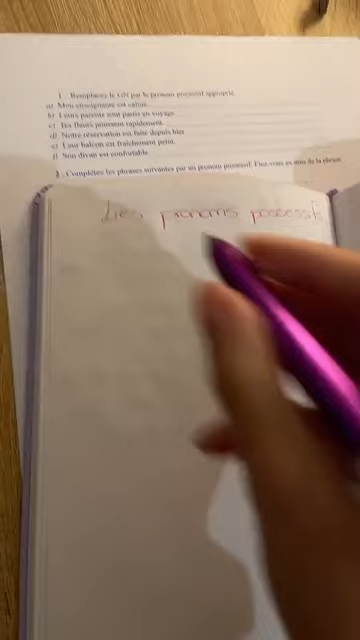 1. Remplacez le GN par le pronom possessif approprié.
a) Mon enseignante est calme.
b) Leurs parents sont partis en voyage.
c) Tes fleurs poussent rapidement.
d) Notre réservation est faite depuis hier.
e) Leur balcon est fraîchement peint.
f) Son divan est confortable.
2. Complétez les phrases suivantes par un pronom possessif. Fiez-vous au sens de la phrase.
Les pronoms possessifs